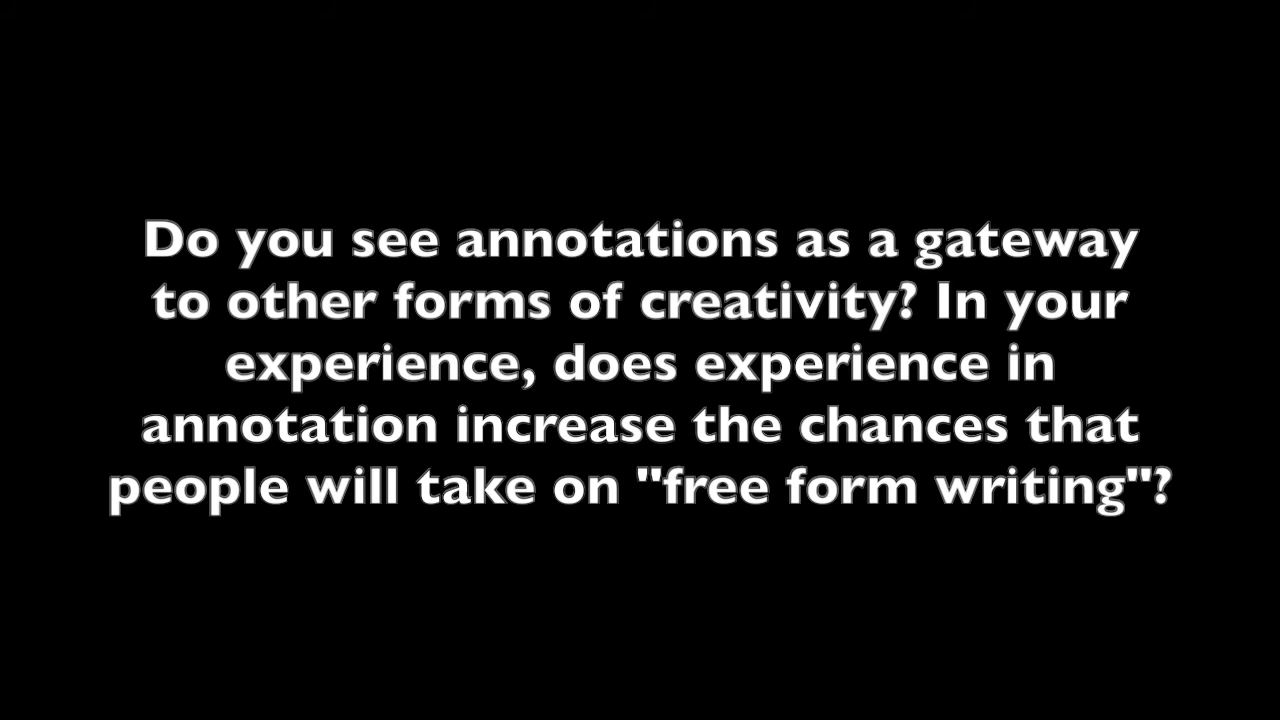 Do you see annotations as a gateway
to other forms of creativity? In your
experience, does experience in
annotation increase the chances that
people will take on "free form writing"?